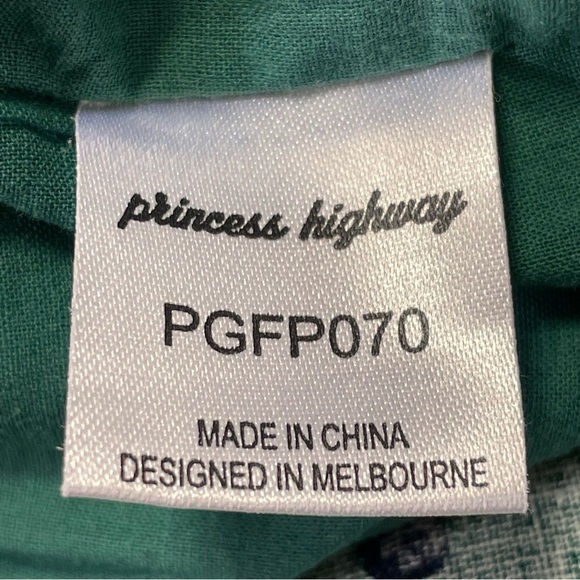 princess highway
PGFP070
MADE IN CHINA
DESIGNED IN MELBOURNE